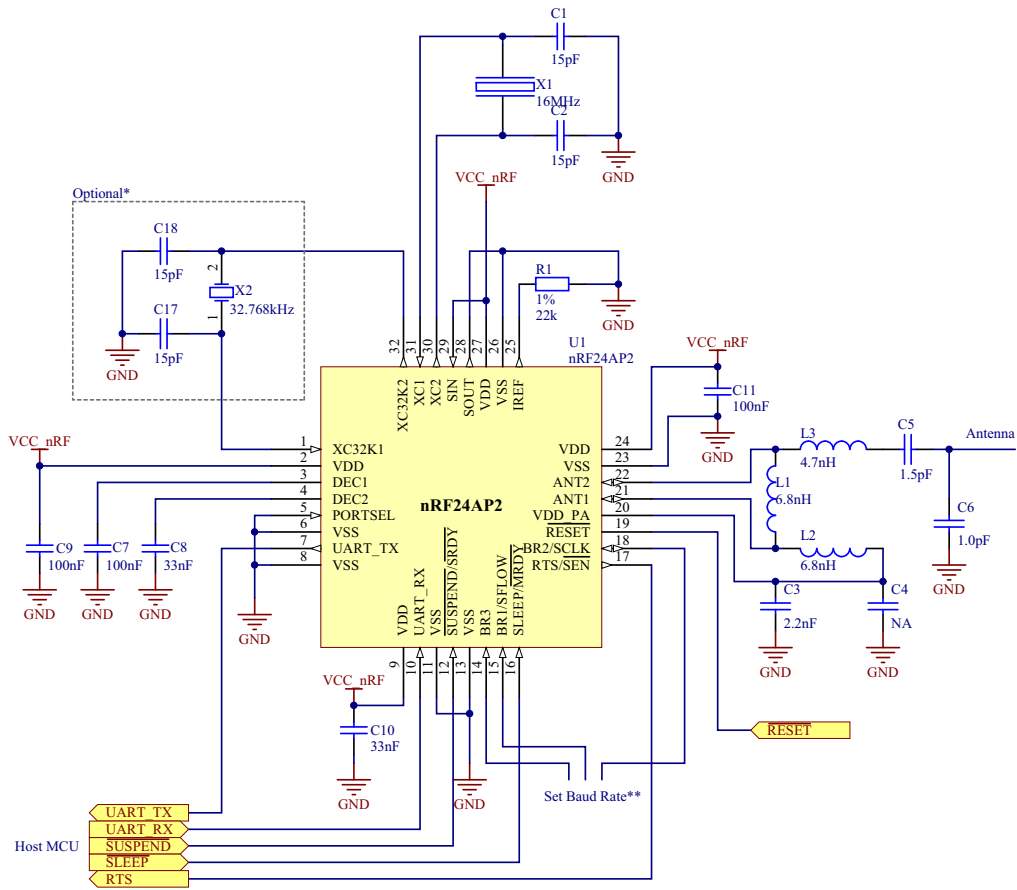 C1
15pF
X1
16MHz
C2
15pF
GND
VCC_nRF
Optional*
C18
15pF
2
X2
32.768kHz
1
C17
15pF
GND
R1
1%
22k
GND
32
31
30
29
28
27
26
25
U1
nRF24AP2
XC32K2
XC1
XC2
SIN
SOUT
VDD
VSS
IREF
VCC_nRF
C11
100nF
GND
VCC_nRF
1 XC32K1
2 VDD
3 DEC1
4 DEC2
5 PORTSEL
6 VSS
7 UART_TX
8 VSS
nRF24AP2
VDD 24
VSS 23
ANT2 22
ANT1 21
VDD_PA 20
RESET 19
BR2/SCLK 18
RTS/SEN 17
L3
4.7nH
C5
1.5pF
Antenna
L1
6.8nH
L2
6.8nH
C6
1.0pF
GND
C3
2.2nF
GND
C4
NA
GND
C9
100nF
GND
C7
100nF
GND
C8
33nF
GND
GND
VDD
UART_RX
VSS
SUSPEND/SRDY
VSS
BR3
BR1/SFLOW
SLEEP/MRDY
9
10
11
12
13
14
15
16
VCC_nRF
C10
33nF
GND
GND
RESET
Set Baud Rate**
Host MCU
UART_TX
UART_RX
SUSPEND
SLEEP
RTS